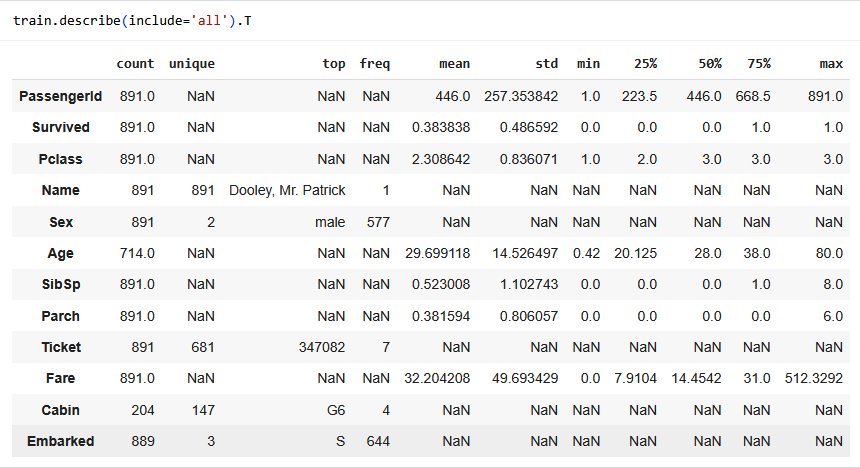 train.describe(include='all').T
count unique top freq mean std min 25% 50% 75% max
PassengerId 891.0 NaN NaN NaN 446.0 257.353842 1.0 223.5 446.0 668.5 891.0
Survived 891.0 NaN NaN NaN 0.383838 0.486592 0.0 0.0 0.0 1.0 1.0
Pclass 891.0 NaN NaN NaN 2.308642 0.836071 1.0 2.0 3.0 3.0 3.0
Name 891 891 Dooley, Mr. Patrick 1 NaN NaN NaN NaN NaN NaN NaN
Sex 891 2 male 577 NaN NaN NaN NaN NaN NaN NaN
Age 714.0 NaN NaN NaN 29.699118 14.526497 0.42 20.125 28.0 38.0 80.0
SibSp 891.0 NaN NaN NaN 0.523008 1.102743 0.0 0.0 0.0 1.0 8.0
Parch 891.0 NaN NaN NaN 0.381594 0.806057 0.0 0.0 0.0 0.0 6.0
Ticket 891 681 347082 7 NaN NaN NaN NaN NaN NaN NaN
Fare 891.0 NaN NaN NaN 32.204208 49.693429 0.0 7.9104 14.4542 31.0 512.3292
Cabin 204 147 G6 4 NaN NaN NaN NaN NaN NaN NaN
Embarked 889 3 S 644 NaN NaN NaN NaN NaN NaN NaN